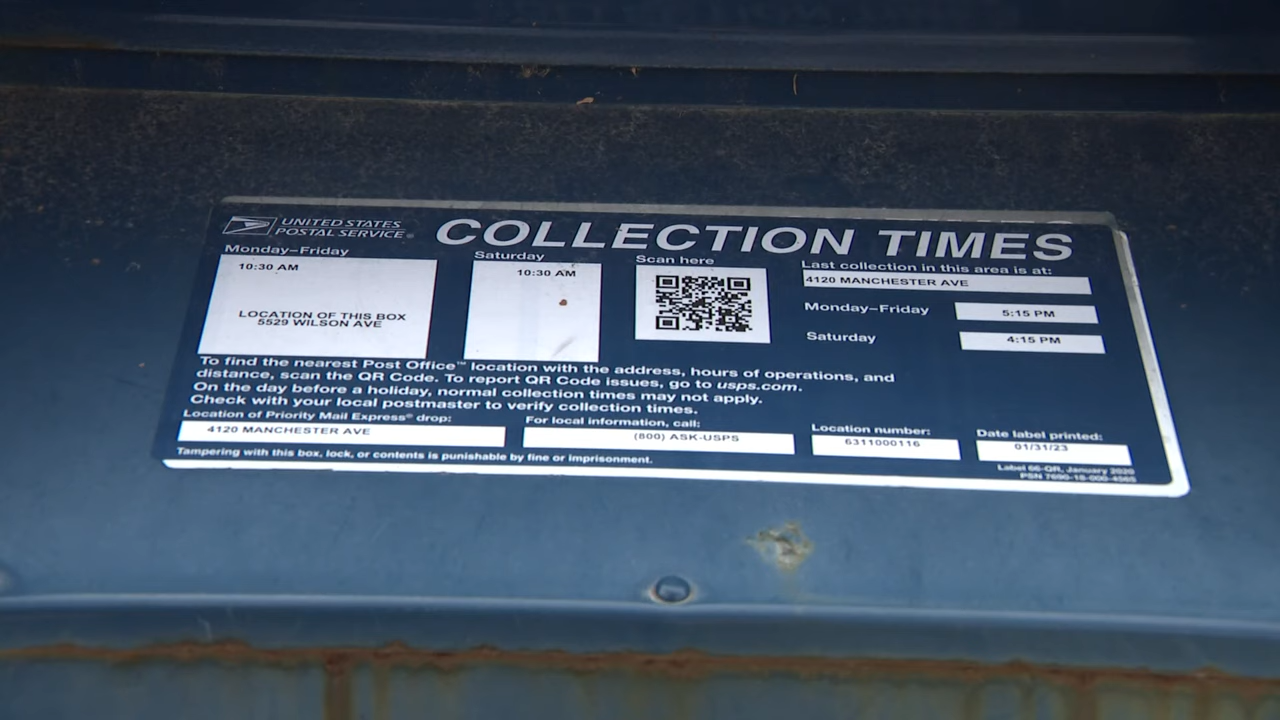 UNITED STATES
POSTAL SERVICE®
COLLECTION TIMES
Monday–Friday
10:30 AM
LOCATION OF THIS BOX
5529 WILSON AVE
Saturday
10:30 AM
Scan here
Last collection in this area is at:
4120 MANCHESTER AVE
Monday–Friday
5:15 PM
Saturday
4:15 PM
To find the nearest Post Office™ location with the address, hours of operations, and
distance, scan the QR Code. To report QR Code issues, go to usps.com.
On the day before a holiday, normal collection times may not apply.
Check with your local postmaster to verify collection times.
Location of Priority Mail Express® drop:
4120 MANCHESTER AVE
For local information, call:
(800) ASK-USPS
Location number:
6311000116
Date label printed:
01/31/23
Tampering with this box, lock, or contents is punishable by fine or imprisonment.
Label 55-QR, January 2020
PSN 7690-18-000-4565